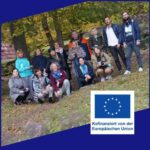 Kofinanziert von der
Europäischen Union